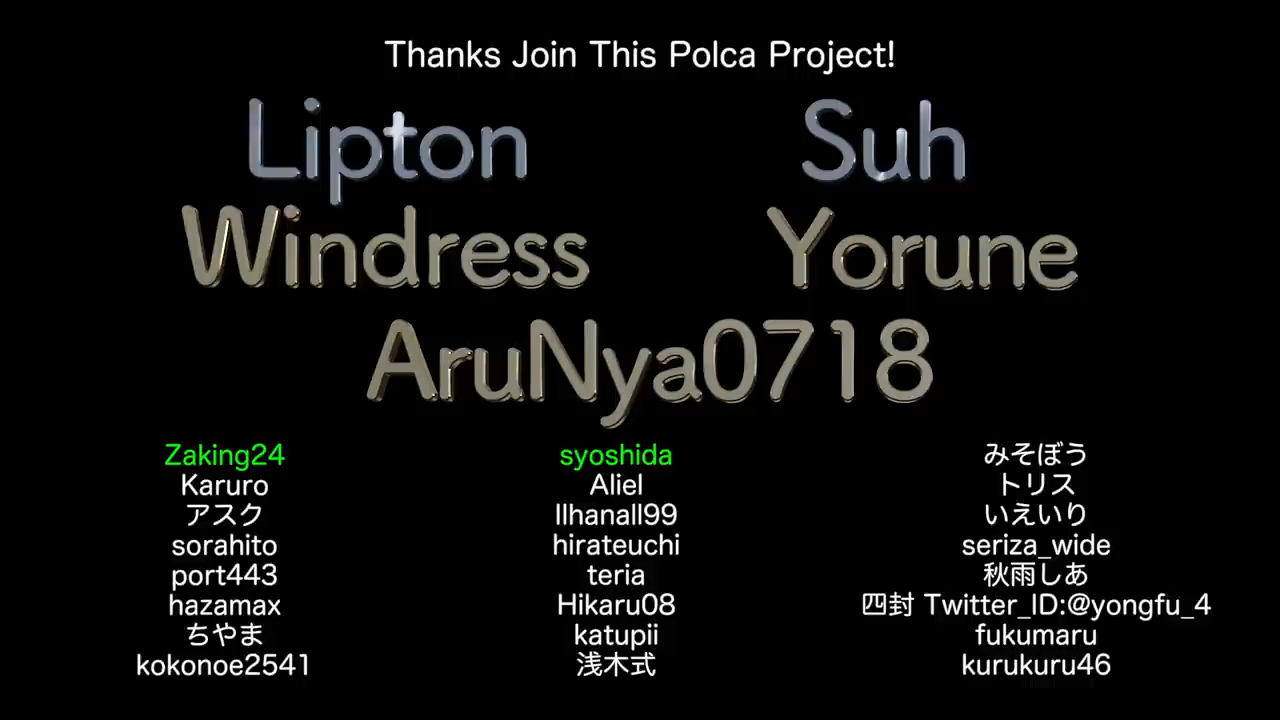 Thanks Join This Polca Project!
Lipton Suh
Windress Yorune
AruNya0718
Zaking24 syoshida みそぼう
Karuro Aliel トリス
アスク llhanall99 いえいり
sorahito hirateuchi seriza_wide
port443 teria 秋雨しあ
hazamax Hikaru08 四封 Twitter_ID:@yongfu_4
ちやま katupii fukumaru
kokonoe2541 浅木式 kurukuru46